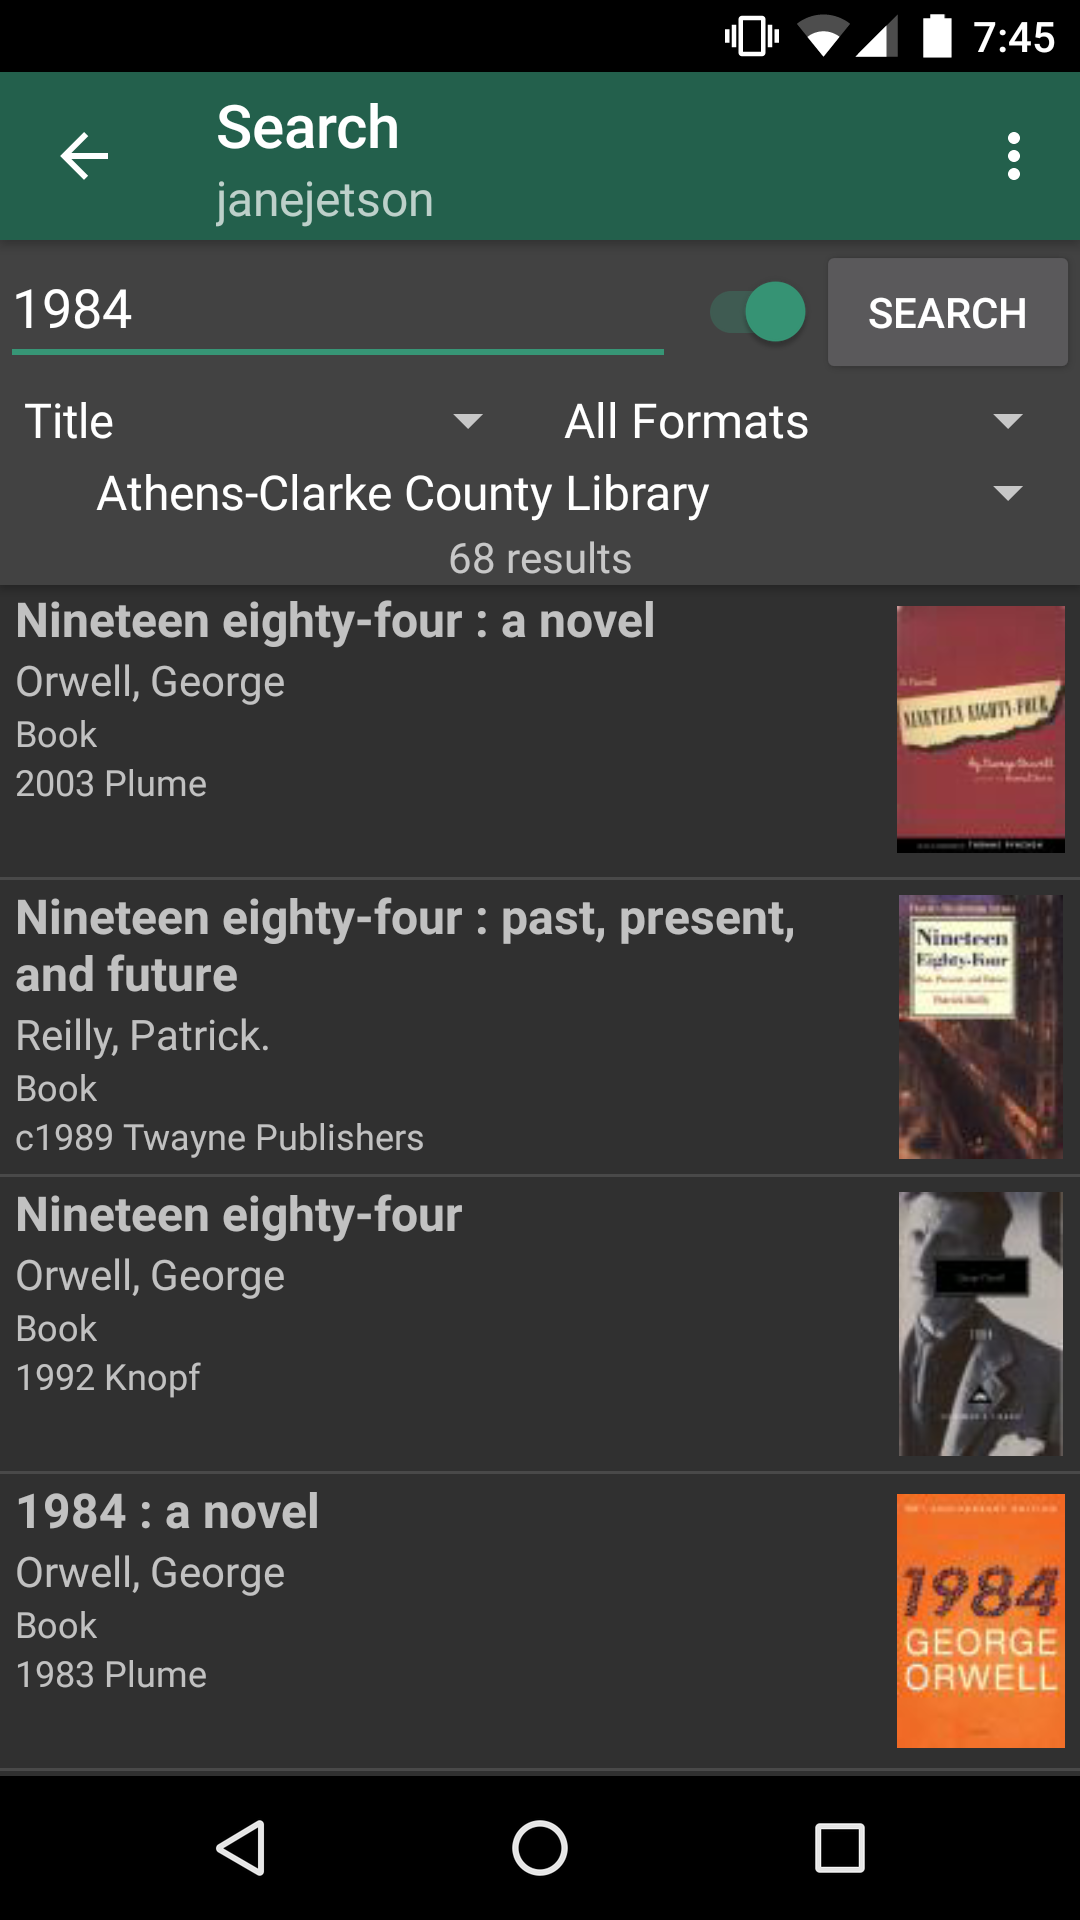 7:45
Search
janejetson
1984
SEARCH
Title
All Formats
Athens-Clarke County Library
68 results
Nineteen eighty-four : a novel
Orwell, George
Book
2003 Plume
NINETEEN EIGHTY-FOUR
Nineteen eighty-four : past, present,
and future
Reilly, Patrick.
Book
c1989 Twayne Publishers
Nineteen
Eighty-Four
Patrick Reilly
Nineteen eighty-four
Orwell, George
Book
1992 Knopf
1984 : a novel
Orwell, George
Book
1983 Plume
1984
GEORGE
ORWELL